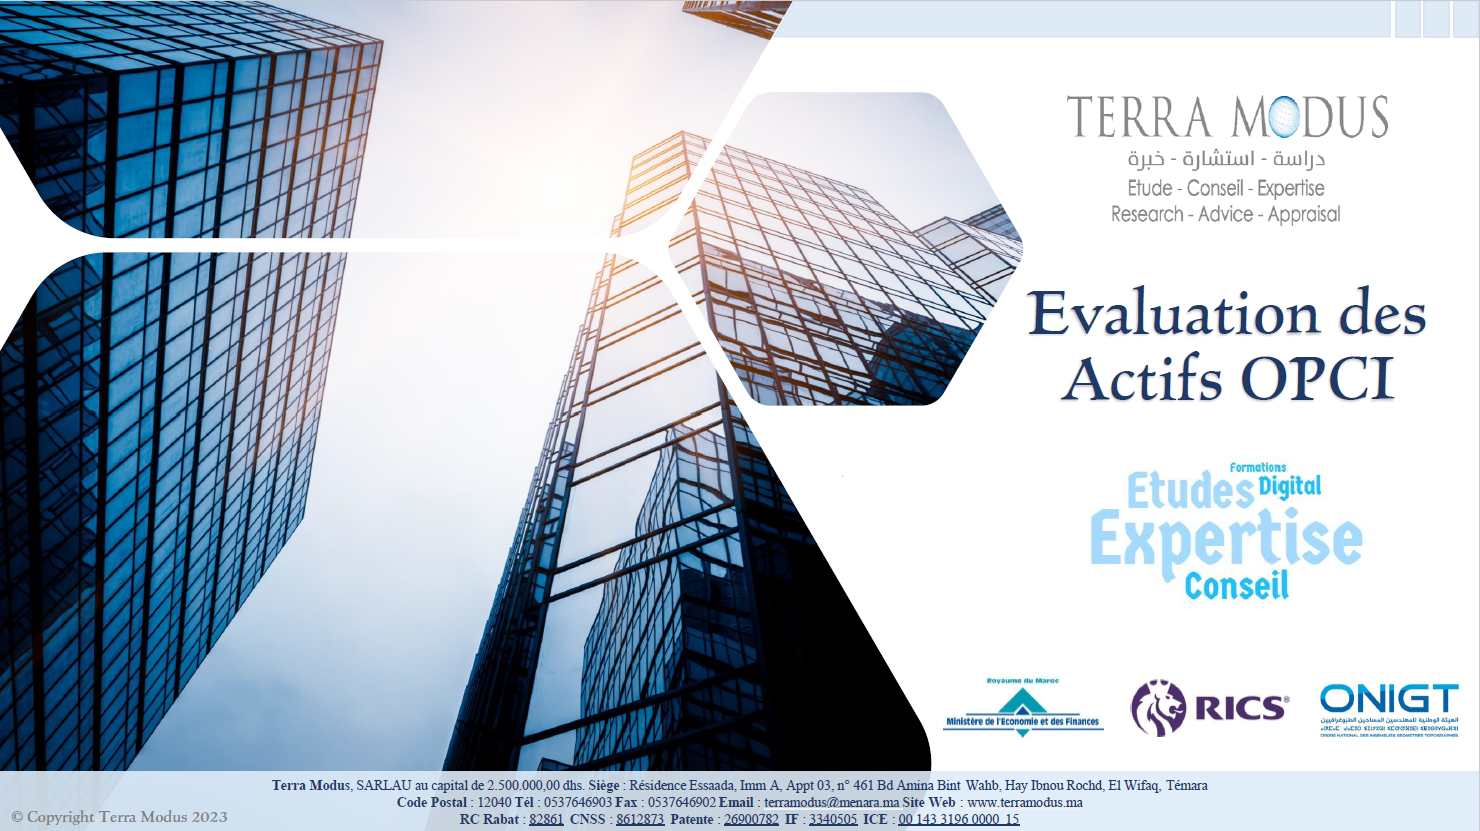 TERRA MODUS
دراسة - استشارة - خبرة
Etude - Conseil - Expertise
Research - Advice - Appraisal
Evaluation des
Actifs OPCI
Formations
Etudes Digital
Expertise
Conseil
Royaume du Maroc
Ministère de l'Economie et des Finances
RICS®
ONIGT
الهيئة الوطنية للمهندسين المساحين الطبوغرافيين
ORDRE NATIONAL DES INGENIEURS GEOMETRES TOPOGRAPHES
Terra Modus, SARLAU au capital de 2.500.000,00 dhs. Siège : Résidence Essaada, Imm A, Appt 03, n° 461 Bd Amina Bint Wahb, Hay Ibnou Rochd, El Wifaq, Témara
Code Postal : 12040 Tél : 0537646903 Fax : 0537646902 Email : terramodus@menara.ma Site Web : www.terramodus.ma
RC Rabat : 82861 CNSS : 8612873 Patente : 26900782 IF : 3340505 ICE : 00 143 3196 0000 15
© Copyright Terra Modus 2023